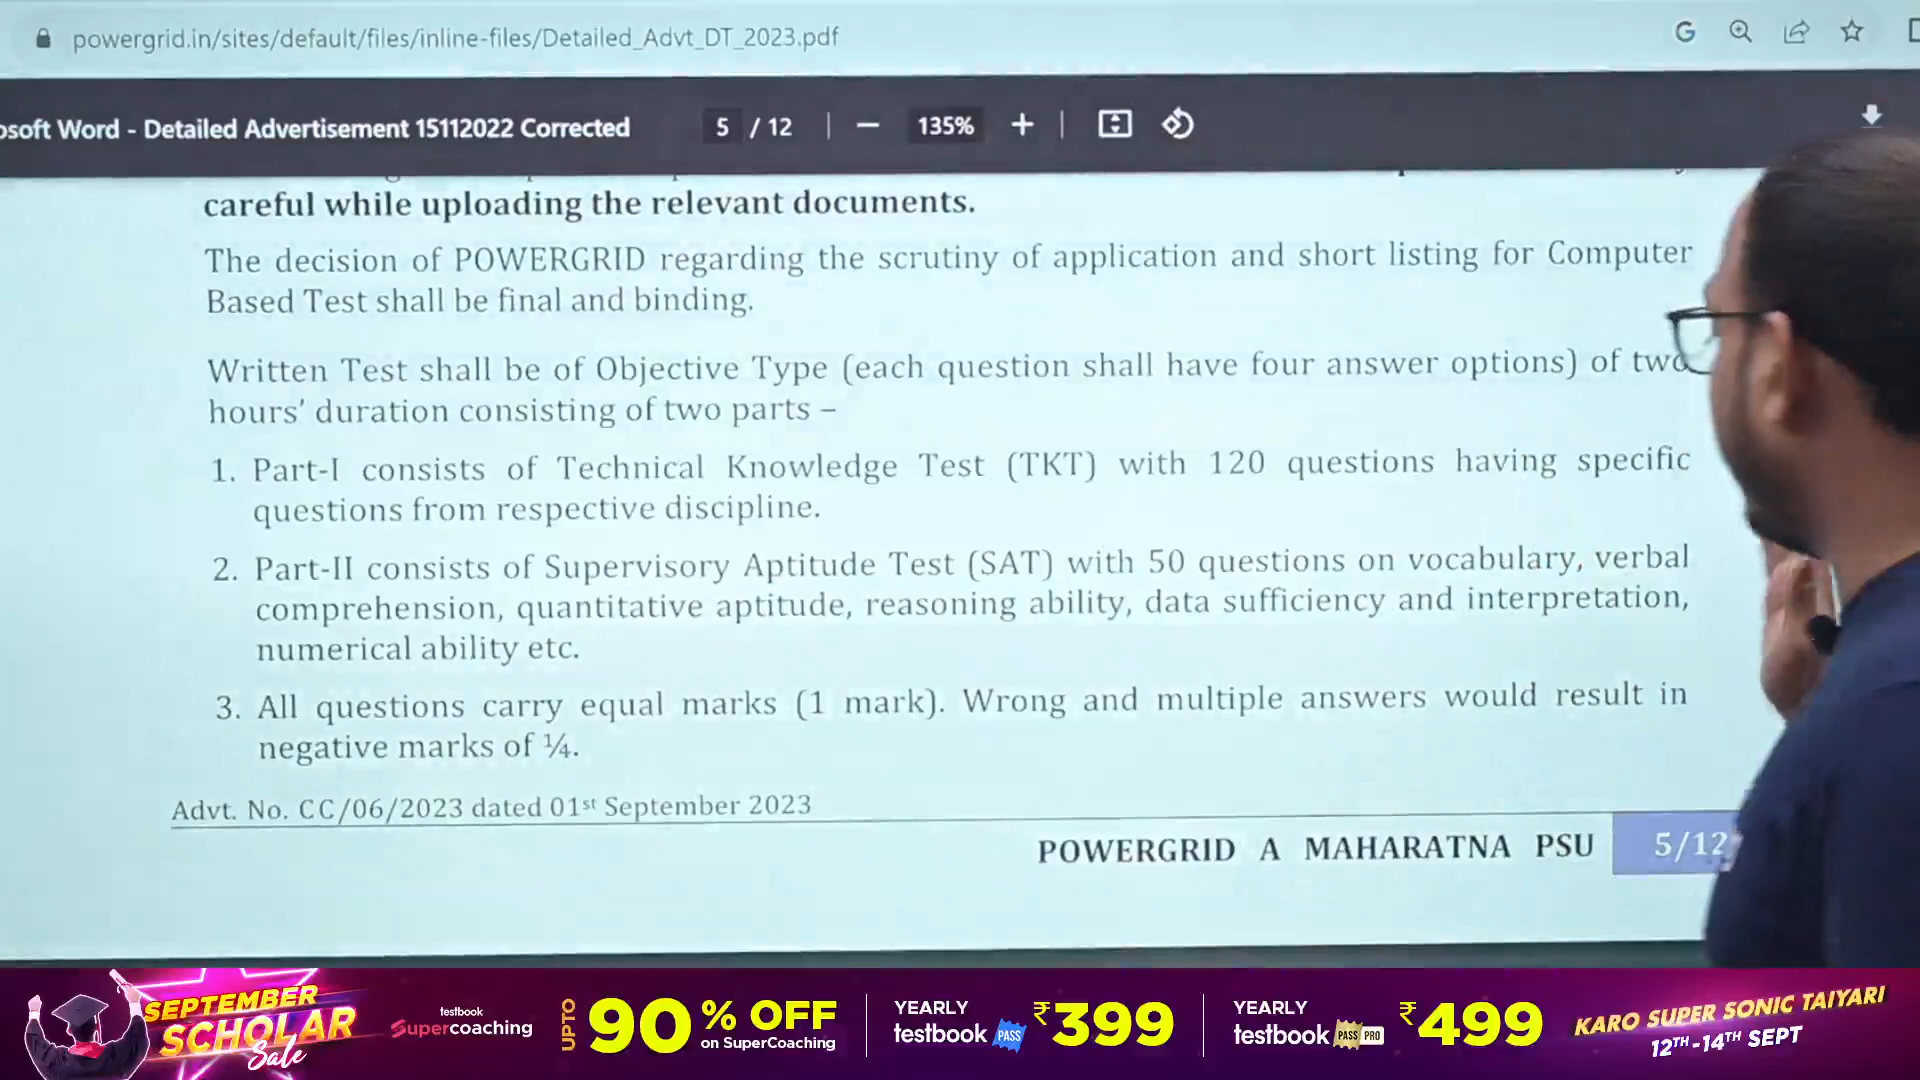 powergrid.in/sites/default/files/inline-files/Detailed_Advt_DT_2023.pdf
osoft Word - Detailed Advertisement 15112022 Corrected 5 / 12 135%
careful while uploading the relevant documents.
The decision of POWERGRID regarding the scrutiny of application and short listing for Computer
Based Test shall be final and binding.
Written Test shall be of Objective Type (each question shall have four answer options) of two
hours' duration consisting of two parts –
1. Part-I consists of Technical Knowledge Test (TKT) with 120 questions having specific
questions from respective discipline.
2. Part-II consists of Supervisory Aptitude Test (SAT) with 50 questions on vocabulary, verbal
comprehension, quantitative aptitude, reasoning ability, data sufficiency and interpretation,
numerical ability etc.
3. All questions carry equal marks (1 mark). Wrong and multiple answers would result in
negative marks of ¼.
Advt. No. CC/06/2023 dated 01st September 2023
POWERGRID A MAHARATNA PSU 5/12
SEPTEMBER
SCHOLAR
Sale
testbook
Supercoaching
UPTO 90% OFF
on SuperCoaching
YEARLY
testbook PASS ₹399
YEARLY
testbook PASS PRO ₹499
KARO SUPER SONIC TAIYARI
12TH-14TH SEPT